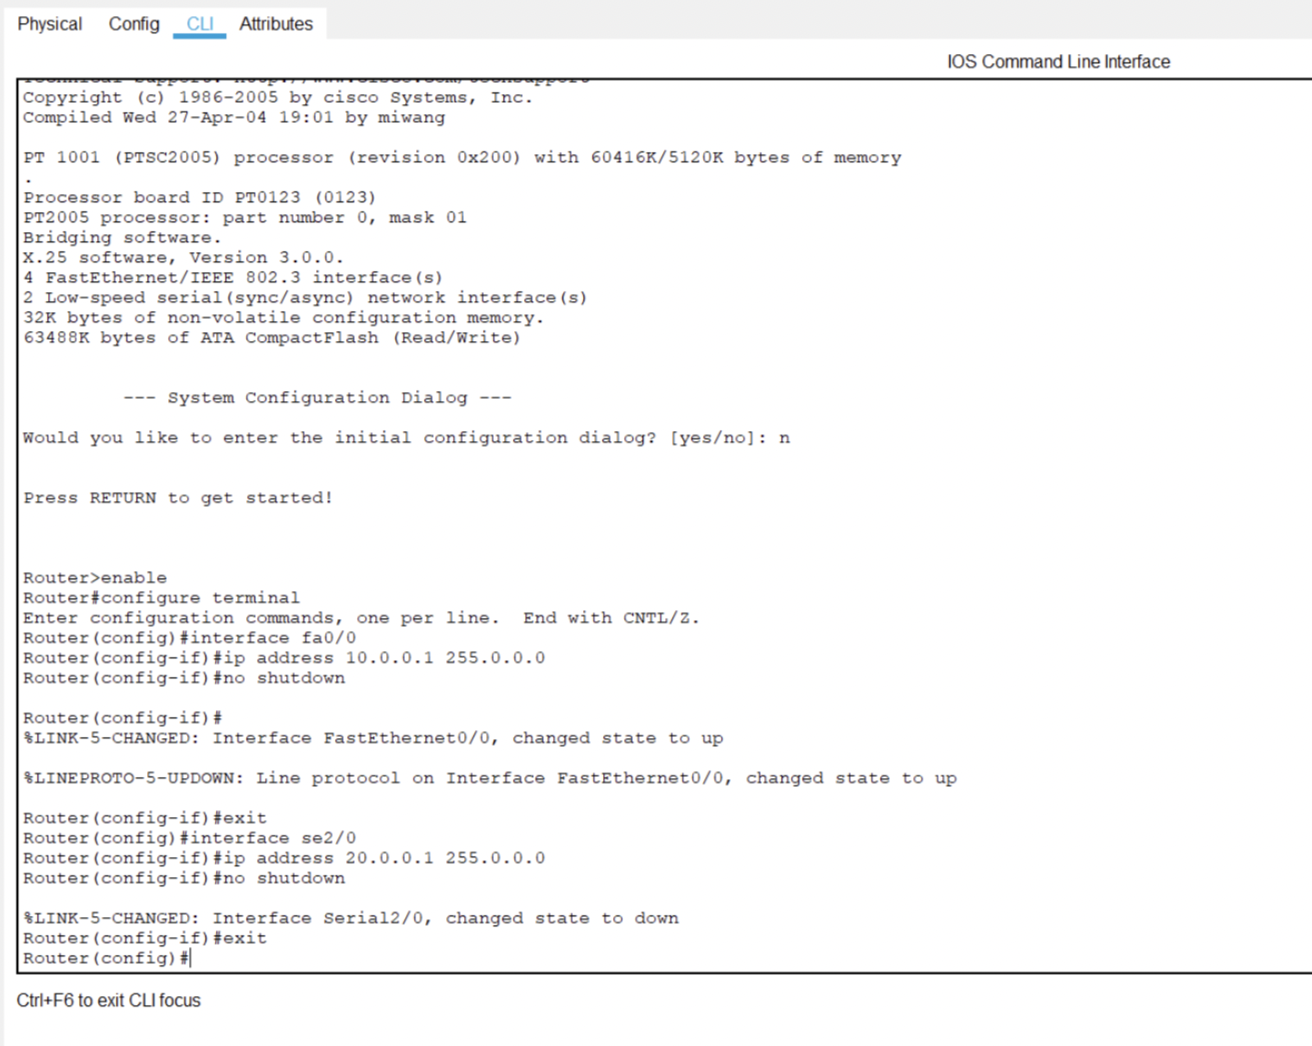 Physical Config CLI Attributes
IOS Command Line Interface
Technical Support: http://www.cisco.com/techsupport
Copyright (c) 1986-2005 by cisco Systems, Inc.
Compiled Wed 27-Apr-04 19:01 by miwang
PT 1001 (PTSC2005) processor (revision 0x200) with 60416K/5120K bytes of memory
.
Processor board ID PT0123 (0123)
PT2005 processor: part number 0, mask 01
Bridging software.
X.25 software, Version 3.0.0.
4 FastEthernet/IEEE 802.3 interface(s)
2 Low-speed serial(sync/async) network interface(s)
32K bytes of non-volatile configuration memory.
63488K bytes of ATA CompactFlash (Read/Write)
--- System Configuration Dialog ---
Would you like to enter the initial configuration dialog? [yes/no]: n
Press RETURN to get started!
Router>enable
Router#configure terminal
Enter configuration commands, one per line.  End with CNTL/Z.
Router(config)#interface fa0/0
Router(config-if)#ip address 10.0.0.1 255.0.0.0
Router(config-if)#no shutdown
Router(config-if)#
%LINK-5-CHANGED: Interface FastEthernet0/0, changed state to up
%LINEPROTO-5-UPDOWN: Line protocol on Interface FastEthernet0/0, changed state to up
Router(config-if)#exit
Router(config)#interface se2/0
Router(config-if)#ip address 20.0.0.1 255.0.0.0
Router(config-if)#no shutdown
%LINK-5-CHANGED: Interface Serial2/0, changed state to down
Router(config-if)#exit
Router(config)#
Ctrl+F6 to exit CLI focus